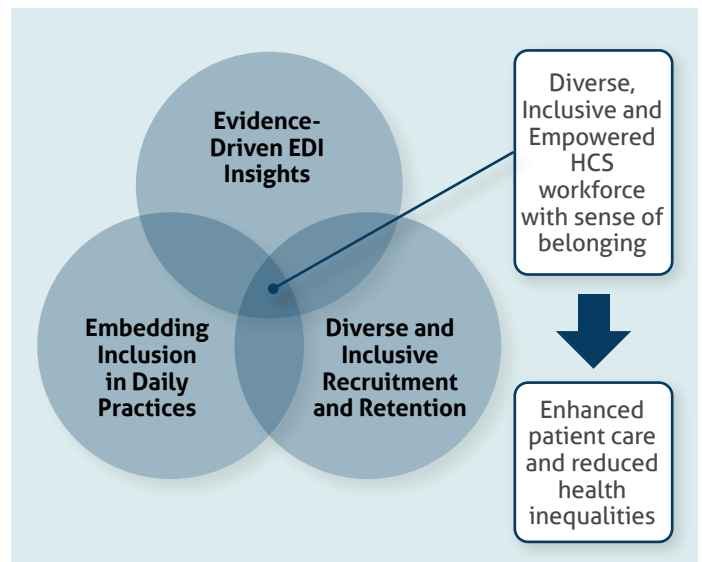 Evidence-
Driven EDI
Insights
Embedding
Inclusion
in Daily
Practices
Diverse and
Inclusive
Recruitment
and Retention
Diverse,
Inclusive and
Empowered
HCS
workforce
with sense of
belonging
Enhanced
patient care
and reduced
health
inequalities